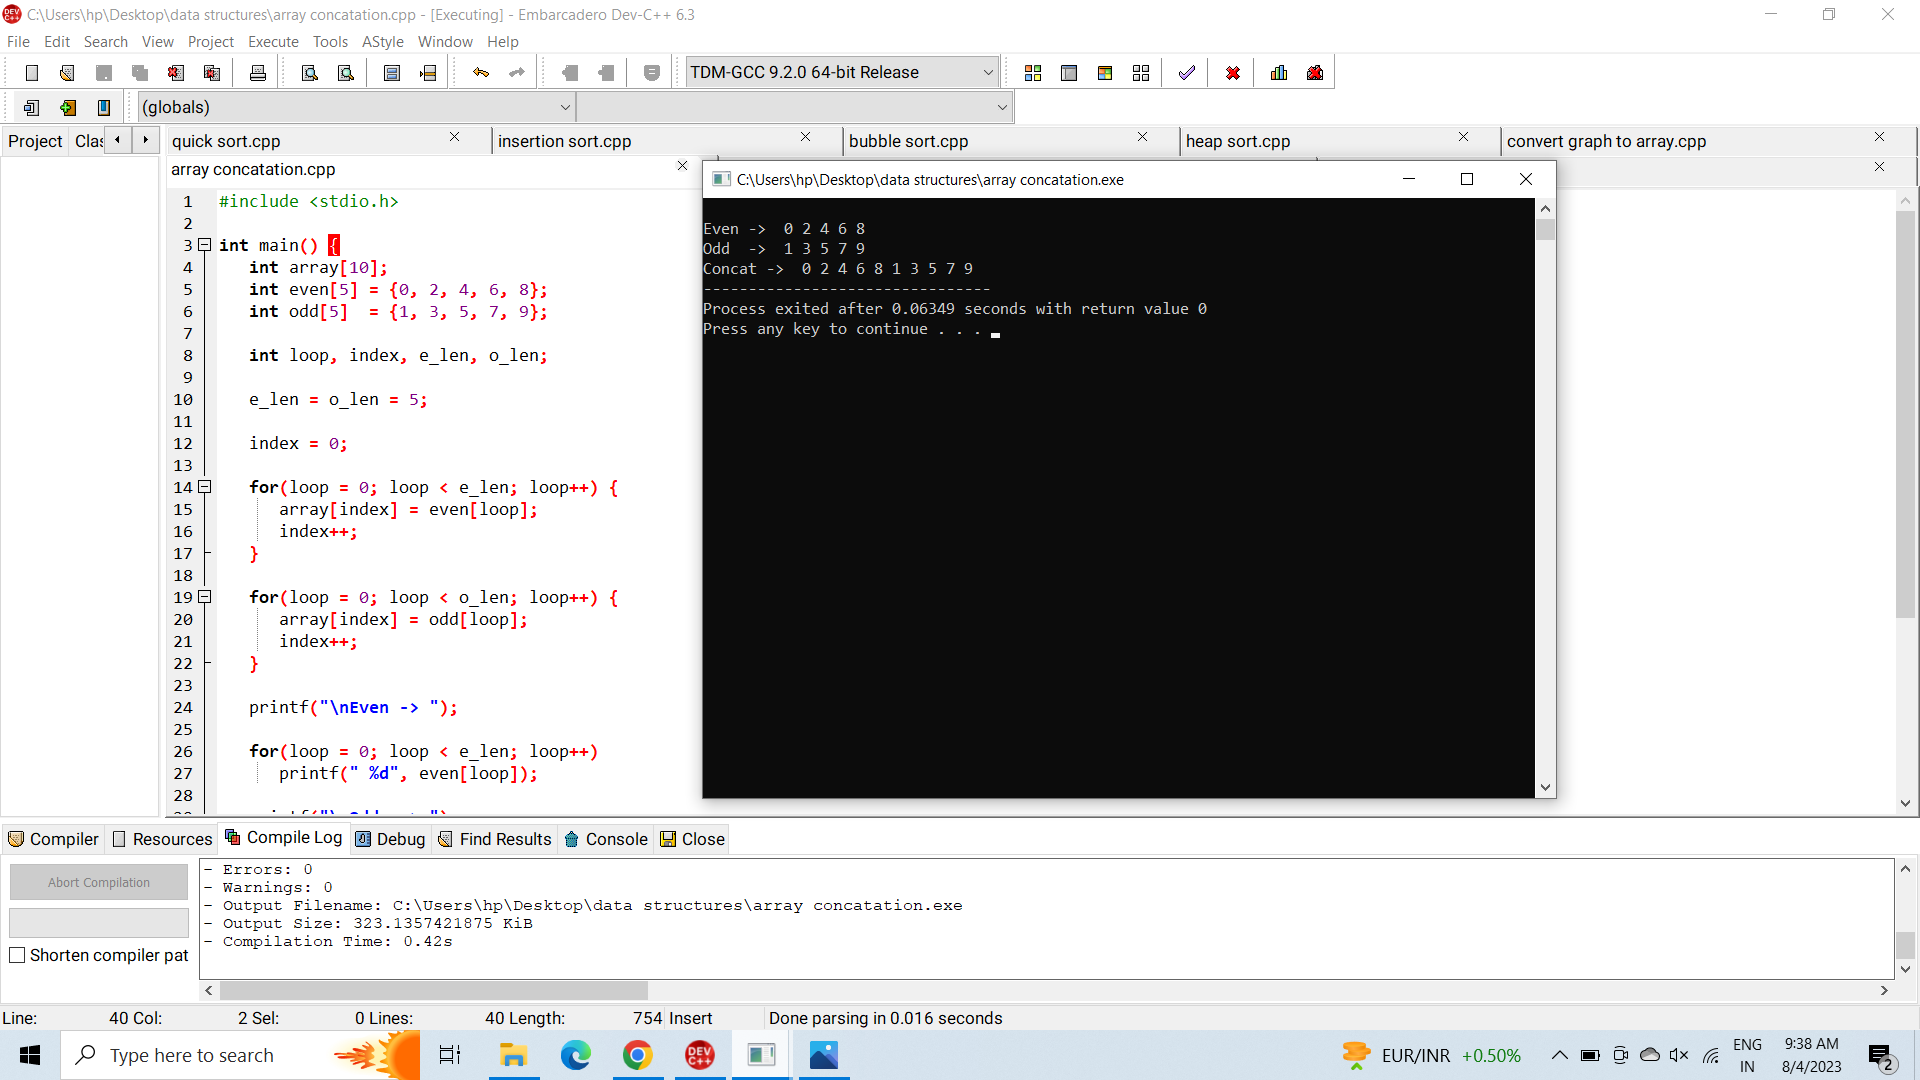 C:\Users\hp\Desktop\data structures\array concatation.cpp - [Executing] - Embarcadero Dev-C++ 6.3
File Edit Search View Project Execute Tools AStyle Window Help
TDM-GCC 9.2.0 64-bit Release
(globals)
Project Clas quick sort.cpp insertion sort.cpp bubble sort.cpp heap sort.cpp convert graph to array.cpp
array concatation.cpp
1 #include <stdio.h>
2
3 int main() {
4 int array[10];
5 int even[5] = {0, 2, 4, 6, 8};
6 int odd[5]  = {1, 3, 5, 7, 9};
7
8 int loop, index, e_len, o_len;
9
10 e_len = o_len = 5;
11
12 index = 0;
13
14 for(loop = 0; loop < e_len; loop++) {
15 array[index] = even[loop];
16 index++;
17 }
18
19 for(loop = 0; loop < o_len; loop++) {
20 array[index] = odd[loop];
21 index++;
22 }
23
24 printf("\nEven -> ");
25
26 for(loop = 0; loop < e_len; loop++)
27 printf(" %d", even[loop]);
28
C:\Users\hp\Desktop\data structures\array concatation.exe
Even ->  0 2 4 6 8
Odd  ->  1 3 5 7 9
Concat ->  0 2 4 6 8 1 3 5 7 9
--------------------------------
Process exited after 0.06349 seconds with return value 0
Press any key to continue . . .
Compiler Resources Compile Log Debug Find Results Console Close
Abort Compilation
Shorten compiler pat
- Errors: 0
- Warnings: 0
- Output Filename: C:\Users\hp\Desktop\data structures\array concatation.exe
- Output Size: 323.1357421875 KiB
- Compilation Time: 0.42s
Line: 40 Col: 2 Sel: 0 Lines: 40 Length: 754 Insert Done parsing in 0.016 seconds
Type here to search
DEV C++
EUR/INR +0.50%
ENG IN
9:38 AM
8/4/2023
2